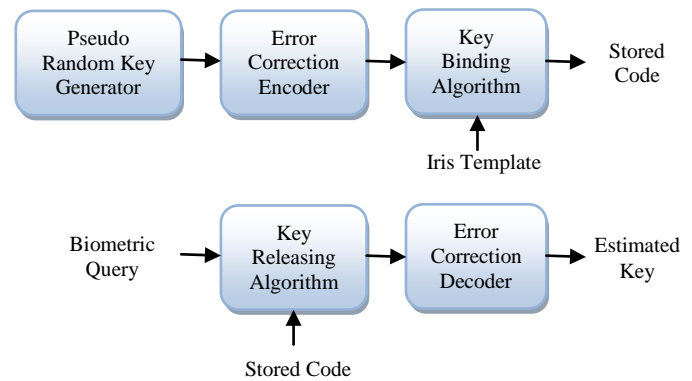 Pseudo
Random Key
Generator
Error
Correction
Encoder
Key
Binding
Algorithm
Stored
Code
Iris Template
Biometric
Query
Key
Releasing
Algorithm
Error
Correction
Decoder
Estimated
Key
Stored Code